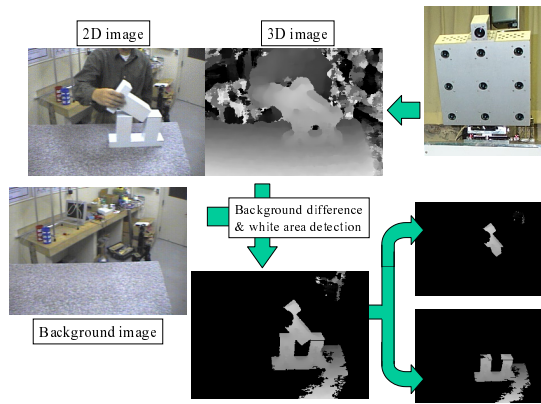 2D image
3D image
Background difference
& white area detection
Background image